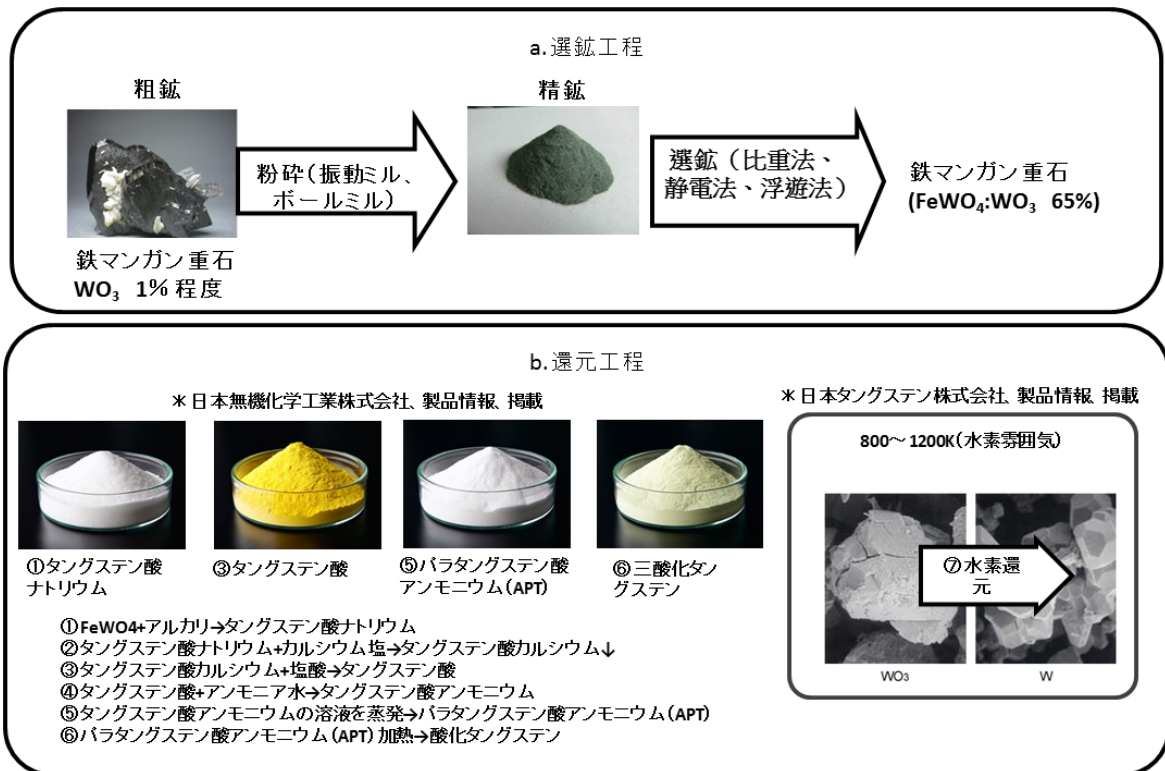 a.選鉱工程
粗鉱
精鉱
粉砕(振動ミル、
ボールミル)
選鉱（比重法、
静電法、浮遊法）
鉄マンガン重石
(FeWO₄:WO₃ 65%)
鉄マンガン重石
WO₃ 1%程度
b.還元工程
＊日本無機化学工業株式会社、製品情報、掲載
＊日本タングステン株式会社、製品情報、掲載
800～1200K(水素雰囲気)
①タングステン酸
ナトリウム
③タングステン酸
⑤パラタングステン酸
アンモニウム(APT)
⑥三酸化タン
グステン
⑦水素還
元
WO₃
W
①FeWO4+アルカリ→タングステン酸ナトリウム
②タングステン酸ナトリウム+カルシウム塩→タングステン酸カルシウム↓
③タングステン酸カルシウム+塩酸→タングステン酸
④タングステン酸+アンモニア水→タングステン酸アンモニウム
⑤タングステン酸アンモニウムの溶液を蒸発→パラタングステン酸アンモニウム(APT)
⑥パラタングステン酸アンモニウム(APT)加熱→酸化タングステン